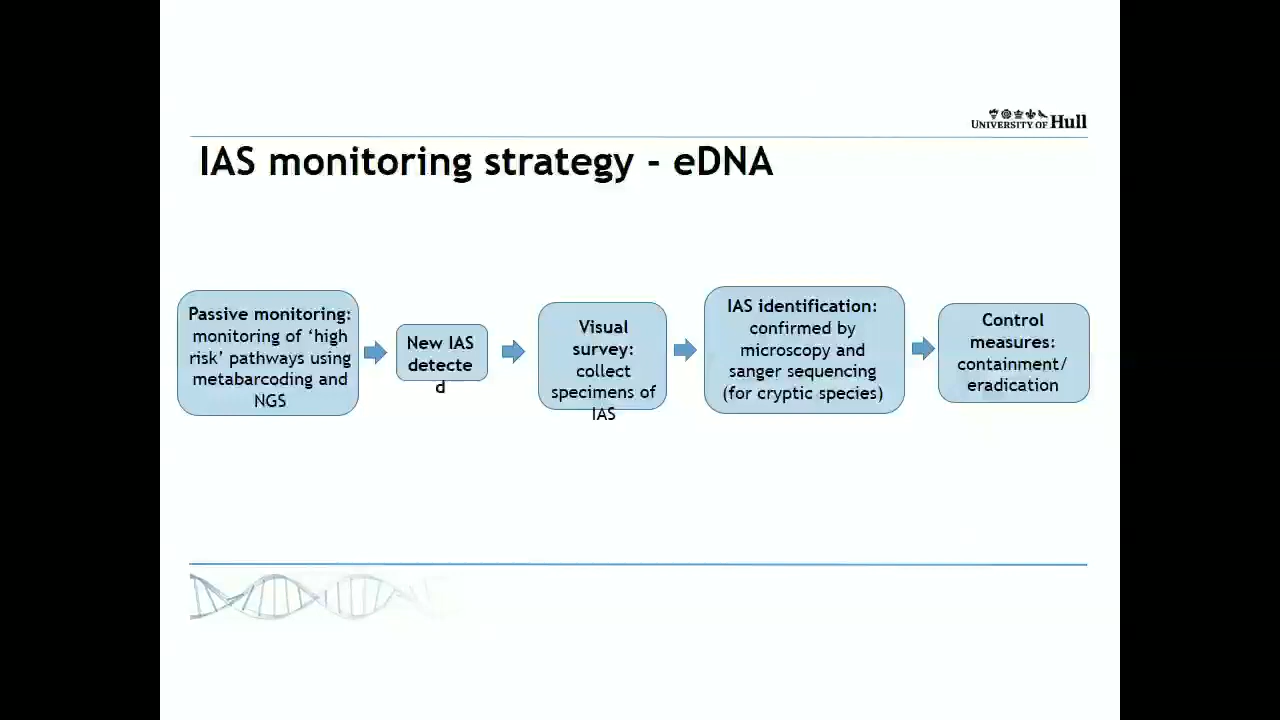 UNIVERSITY OF Hull
IAS monitoring strategy - eDNA
Passive monitoring:
monitoring of ‘high
risk’ pathways using
metabarcoding and
NGS
New IAS
detecte
d
Visual
survey:
collect
specimens of
IAS
IAS identification:
confirmed by
microscopy and
sanger sequencing
(for cryptic species)
Control
measures:
containment/
eradication